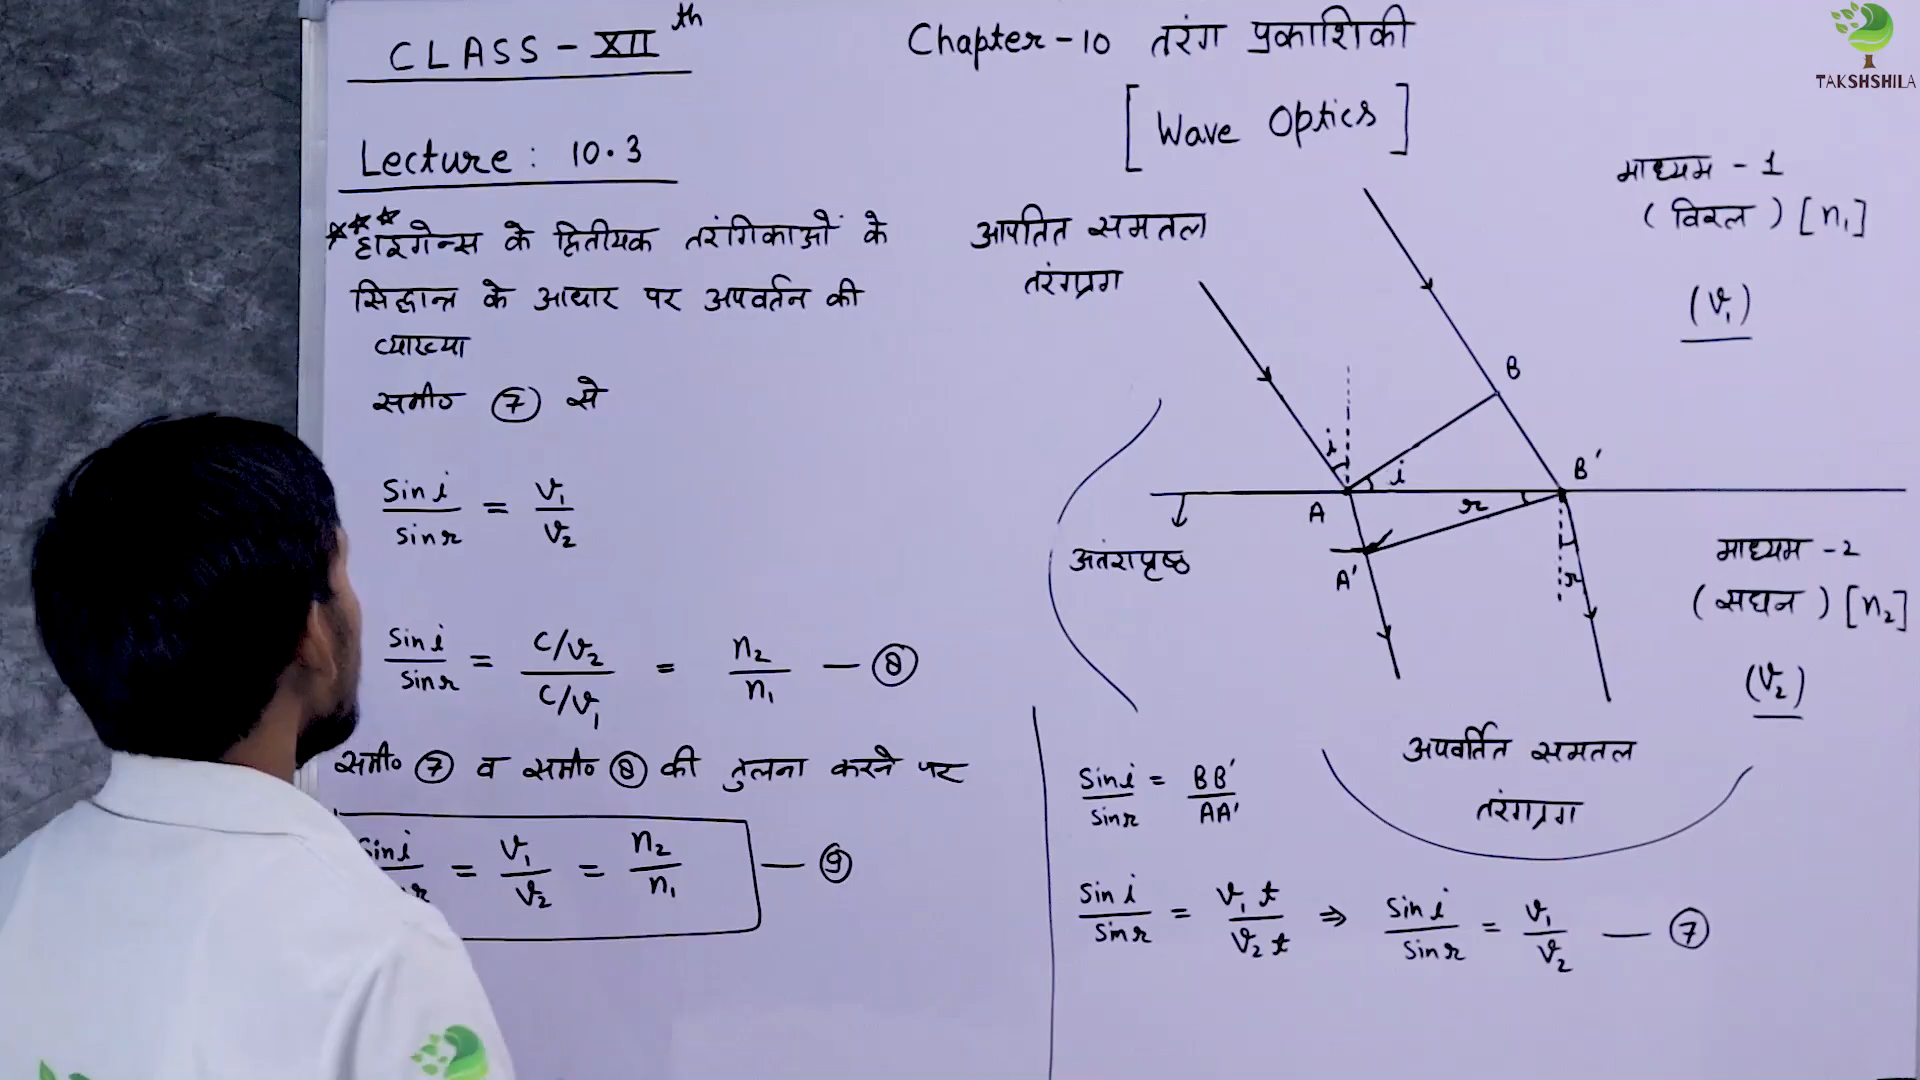 CLASS - XII th
Chapter-10 तरंग प्रकाशिकी
[ Wave Optics ]
TAKSHSHILA
Lecture : 10.3
*** हाइगेन्स के द्वितीयक तरंगिकाओं के
सिद्धान्त के आधार पर अपवर्तन की
व्याख्या
समी० ⑦ से
sin i / sin r = v₁ / v₂
sin i / sin r = (c/v₂) / (c/v₁) = n₂ / n₁ — ⑧
समी० ⑦ व समी० ⑧ की तुलना करने पर
sin i / = v₁ / v₂ = n₂ / n₁ — ⑨
आपतित समतल
तरंगाग्र
माध्यम - 1
( विरल ) [n₁]
(v₁)
B
i
i
B'
A
r
अतंरापृष्ठ
A'
r
माध्यम - 2
( सघन ) [n₂]
(v₂)
अपवर्तित समतल
तरंगाग्र
sin i / sin r = BB' / AA'
sin i / sin r = v₁ t / v₂ t ⇒ sin i / sin r = v₁ / v₂ — ⑦